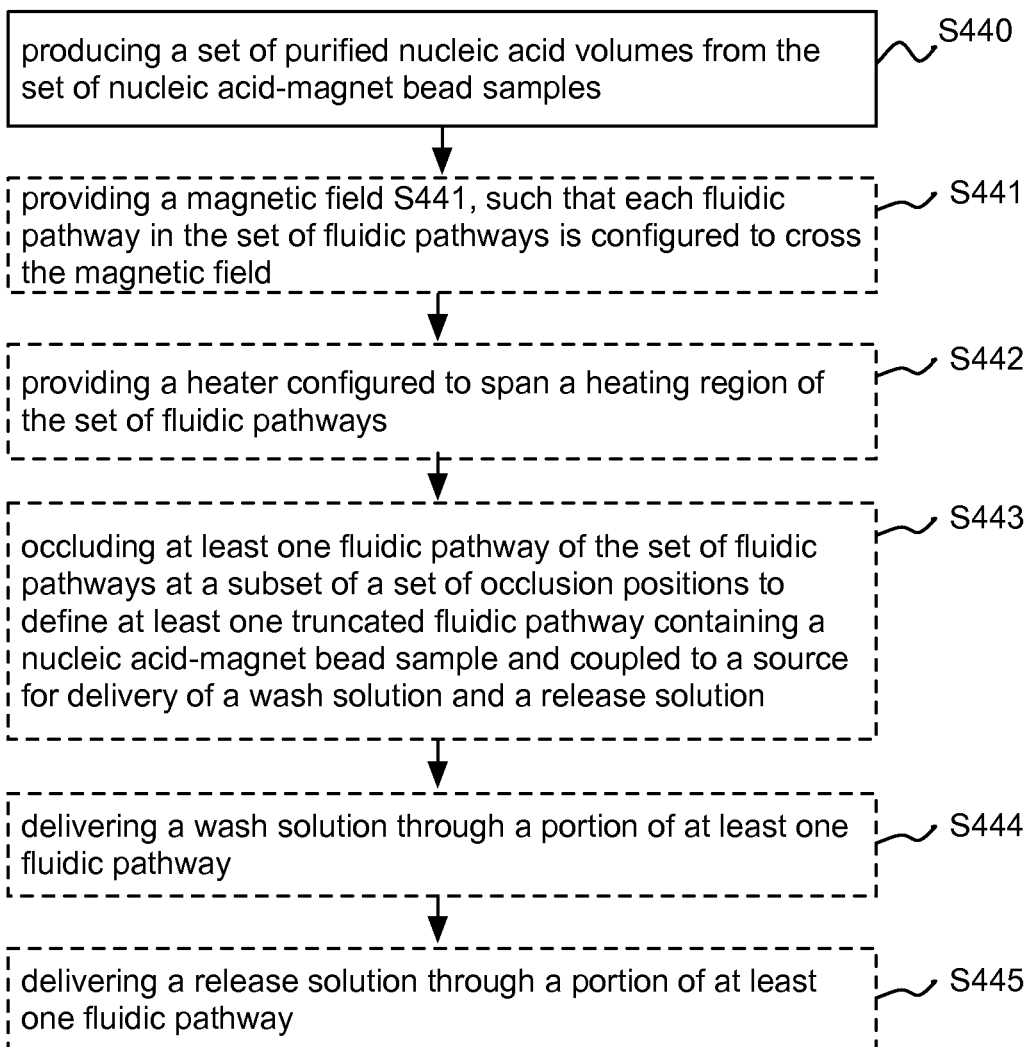 producing a set of purified nucleic acid volumes from the
set of nucleic acid-magnet bead samples
S440
providing a magnetic field S441, such that each fluidic
pathway in the set of fluidic pathways is configured to cross
the magnetic field
S441
providing a heater configured to span a heating region of
the set of fluidic pathways
S442
occluding at least one fluidic pathway of the set of fluidic
pathways at a subset of a set of occlusion positions to
define at least one truncated fluidic pathway containing a
nucleic acid-magnet bead sample and coupled to a source
for delivery of a wash solution and a release solution
S443
delivering a wash solution through a portion of at least one
fluidic pathway
S444
delivering a release solution through a portion of at least
one fluidic pathway
S445